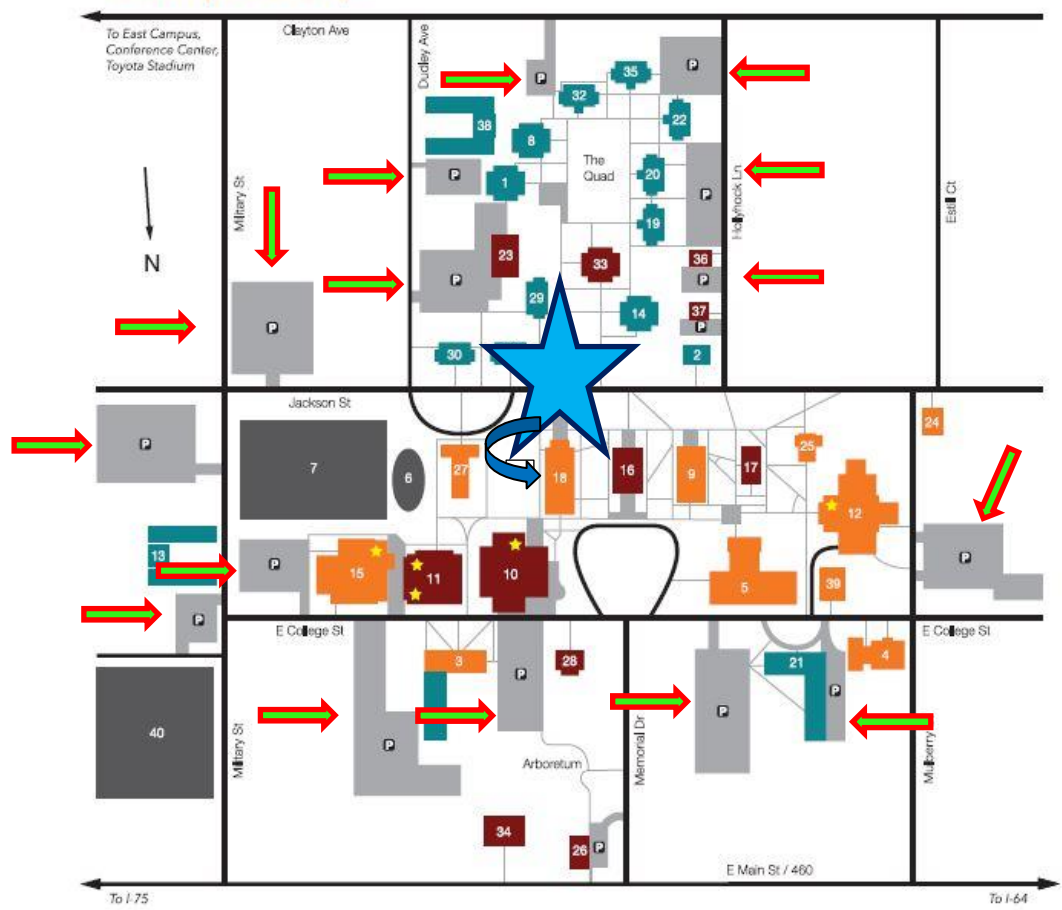 To East Campus,
Conference Center,
Toyota Stadium
Clayton Ave
Dudley Ave
Military St
Hollyhock Ln
Estill Ct
N
P
P
35
32
38
8
22
The
Quad
P
1
20
P
19
23
33
36
P
P
29
14
37
P
P
30
2
Jackson St
P
7
6
27
18
16
9
17
25
24
12
13
P
15
11
10
5
39
P
P
E College St
E College St
3
28
P
21
4
P
P
P
40
Military St
Arboretum
Memorial Dr
Mulberry
34
26
P
E Main St / 460
To I-75
To I-64